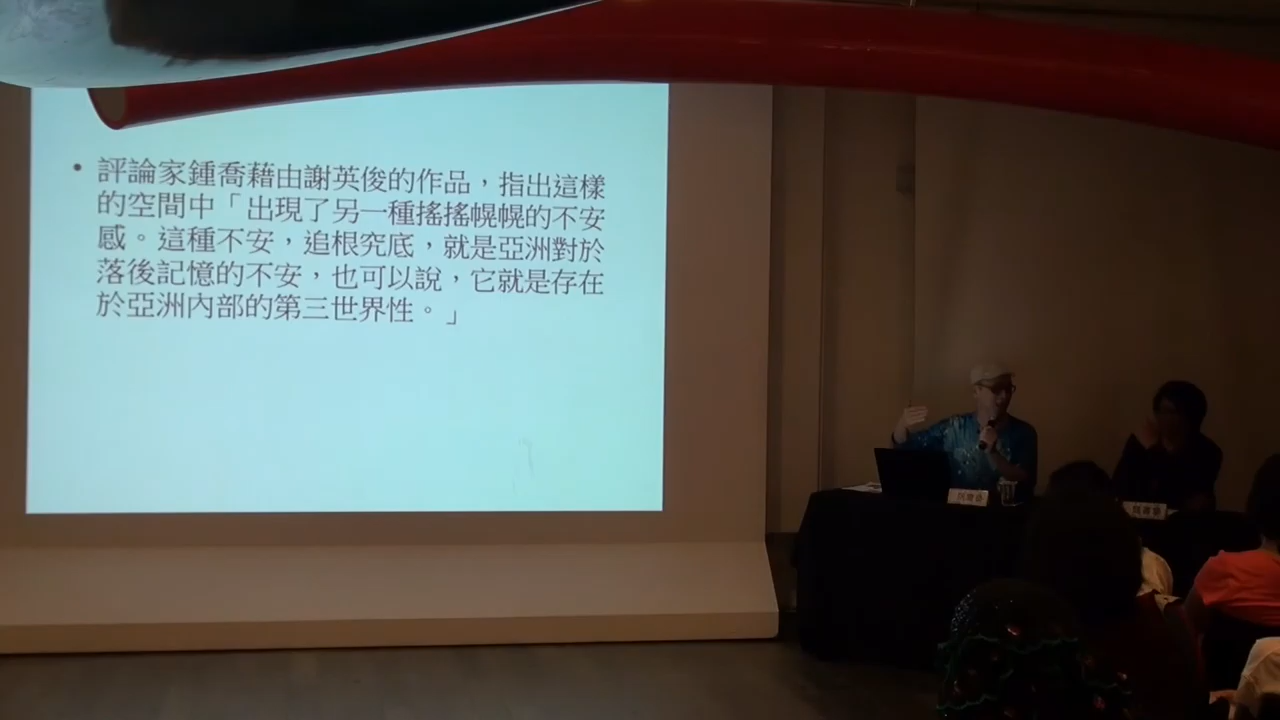 • 評論家鍾喬藉由謝英俊的作品，指出這樣
的空間中「出現了另一種搖搖幌幌的不安
感。這種不安，追根究底，就是亞洲對於
落後記憶的不安，也可以說，它就是存在
於亞洲內部的第三世界性。」